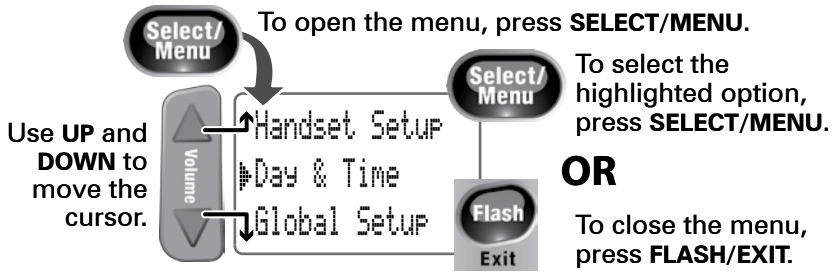 Select/
Menu
To open the menu, press SELECT/MENU.
Use UP and
DOWN to
move the
cursor.
Volume
Handset Setup
Day & Time
Global Setup
Select/
Menu
To select the
highlighted option,
press SELECT/MENU.
OR
Flash
Exit
To close the menu,
press FLASH/EXIT.